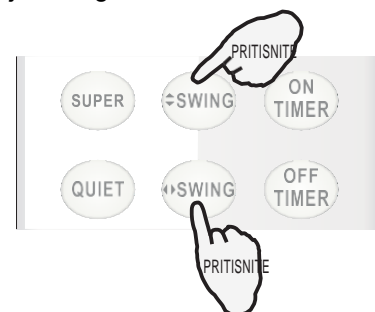 PRITISNITE
SUPER
SWING
ON
TIMER
QUIET
SWING
OFF
TIMER
PRITISNITE